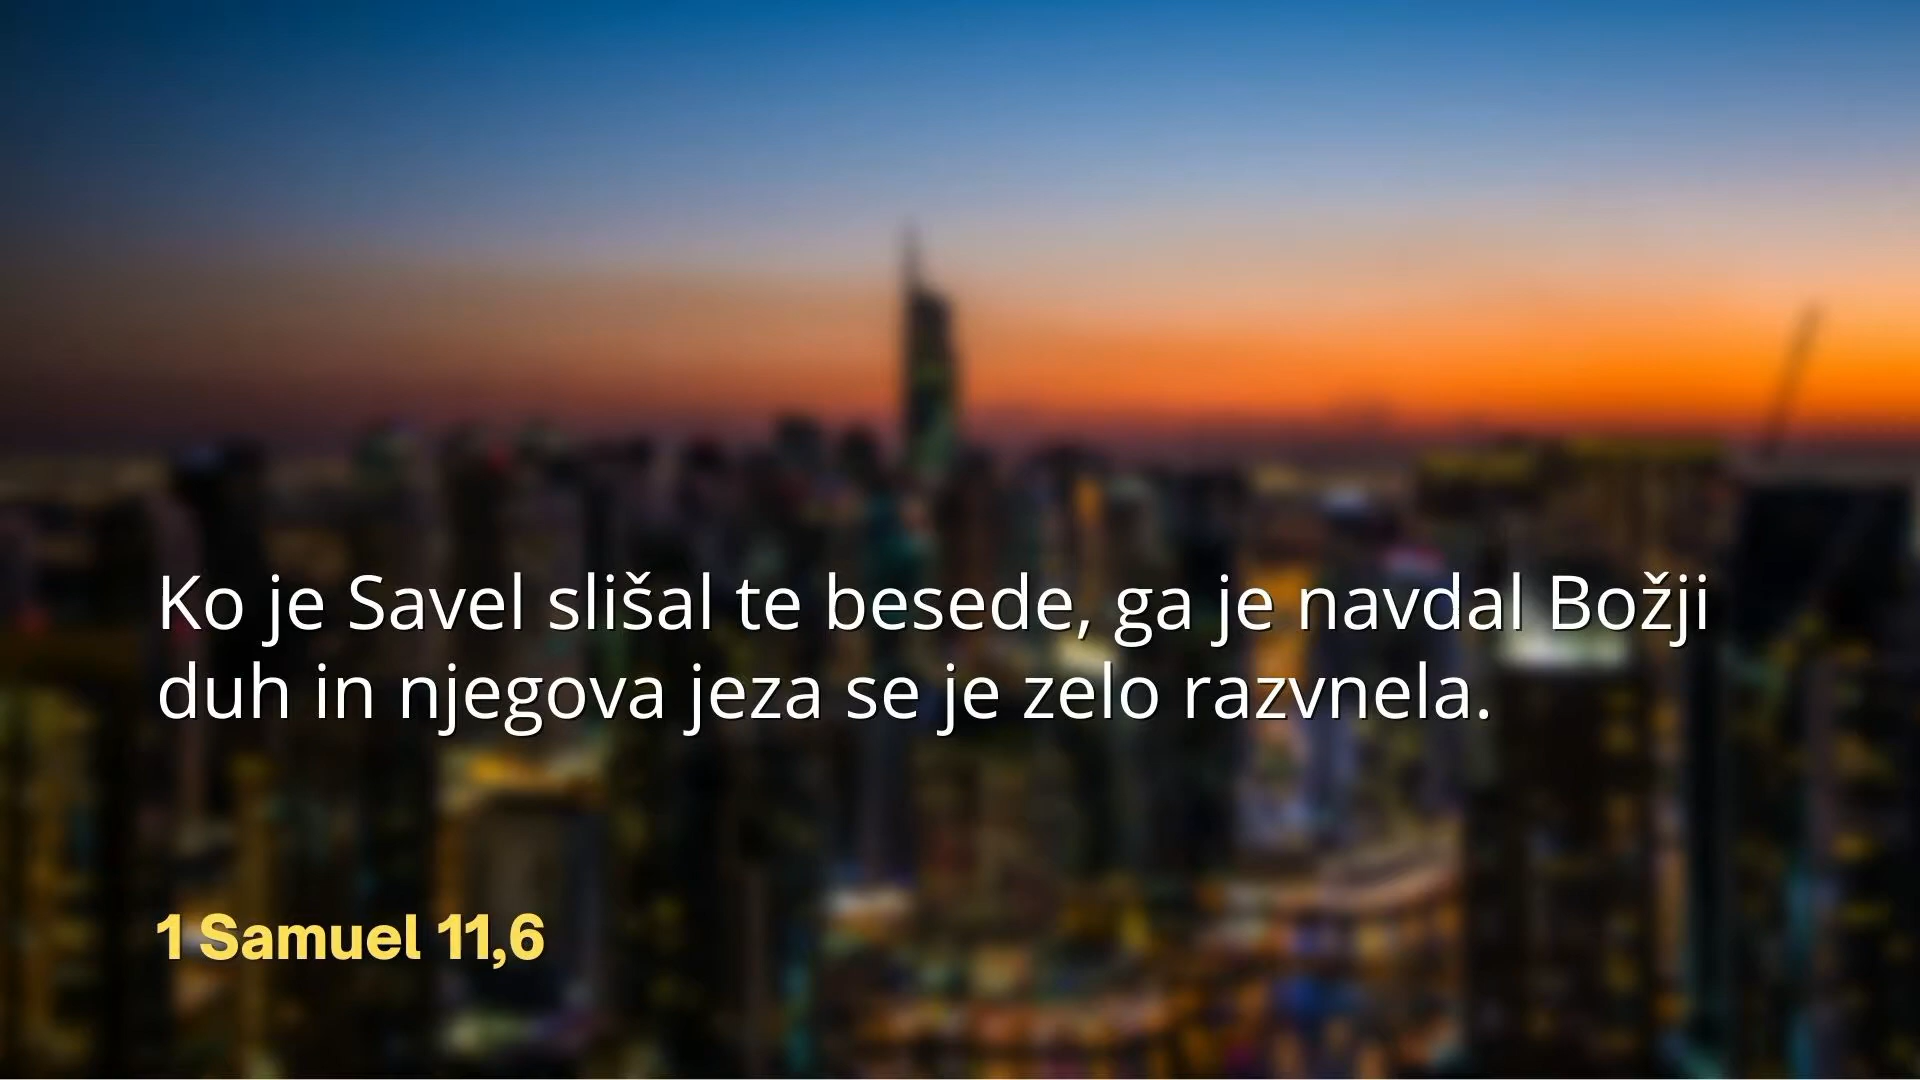 Ko je Savel slišal te besede, ga je navdal Božji
duh in njegova jeza se je zelo razvnela.
1 Samuel 11,6